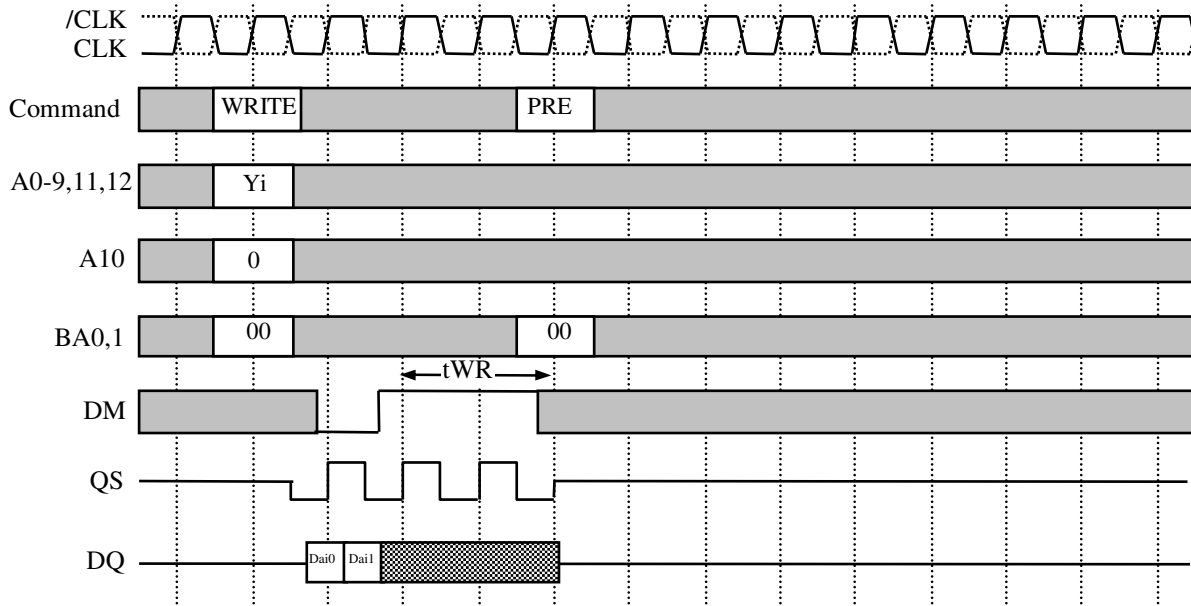 /CLK
CLK
Command WRITE PRE
A0-9,11,12 Yi
A10 0
BA0,1 00 00
tWR
DM
QS
DQ Dai0 Dai1